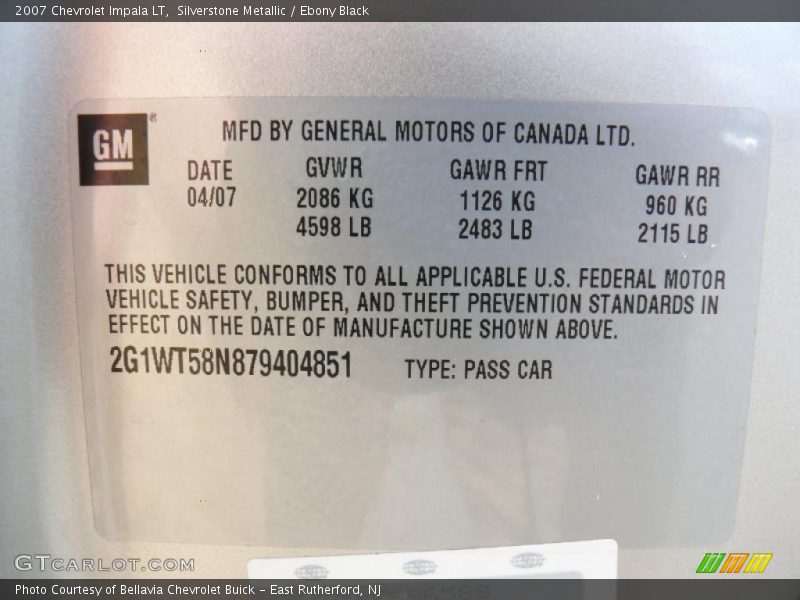 2007 Chevrolet Impala LT,  Silverstone Metallic / Ebony Black
GM®
MFD BY GENERAL MOTORS OF CANADA LTD.
DATE GVWR GAWR FRT GAWR RR
04/07 2086 KG 1126 KG 960 KG
4598 LB 2483 LB 2115 LB
THIS VEHICLE CONFORMS TO ALL APPLICABLE U.S. FEDERAL MOTOR
VEHICLE SAFETY, BUMPER, AND THEFT PREVENTION STANDARDS IN
EFFECT ON THE DATE OF MANUFACTURE SHOWN ABOVE.
2G1WT58N879404851 TYPE: PASS CAR
GTCARLOT.COM
Photo Courtesy of Bellavia Chevrolet Buick – East Rutherford, NJ